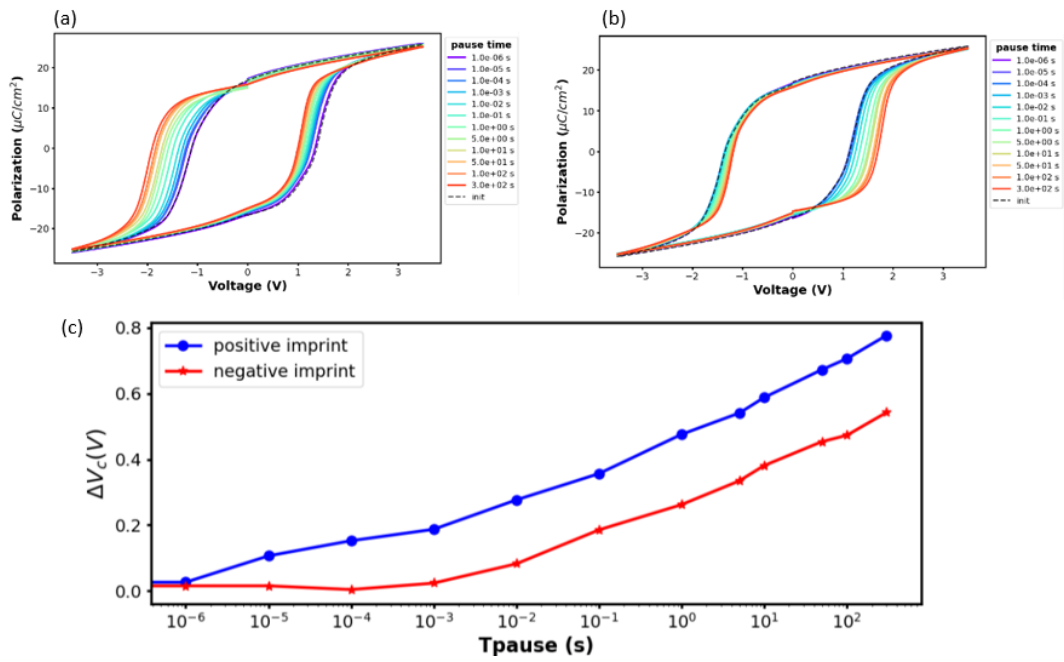 (a)
(b)
20
10
0
−10
−20
Polarization (μC/cm²)
−3
−2
−1
0
1
2
3
Voltage (V)
pause time
1.0e-06 s
1.0e-05 s
1.0e-04 s
1.0e-03 s
1.0e-02 s
1.0e-01 s
1.0e+00 s
5.0e+00 s
1.0e+01 s
5.0e+01 s
1.0e+02 s
3.0e+02 s
init
20
10
0
−10
−20
Polarization (μC/cm²)
−3
−2
−1
0
1
2
3
Voltage (V)
pause time
1.0e-06 s
1.0e-05 s
1.0e-04 s
1.0e-03 s
1.0e-02 s
1.0e-01 s
1.0e+00 s
5.0e+00 s
1.0e+01 s
5.0e+01 s
1.0e+02 s
3.0e+02 s
init
(c)
positive imprint
negative imprint
0.8
0.6
0.4
0.2
0.0
ΔVc(V)
10⁻⁶
10⁻⁵
10⁻⁴
10⁻³
10⁻²
10⁻¹
10⁰
10¹
10²
Tpause (s)